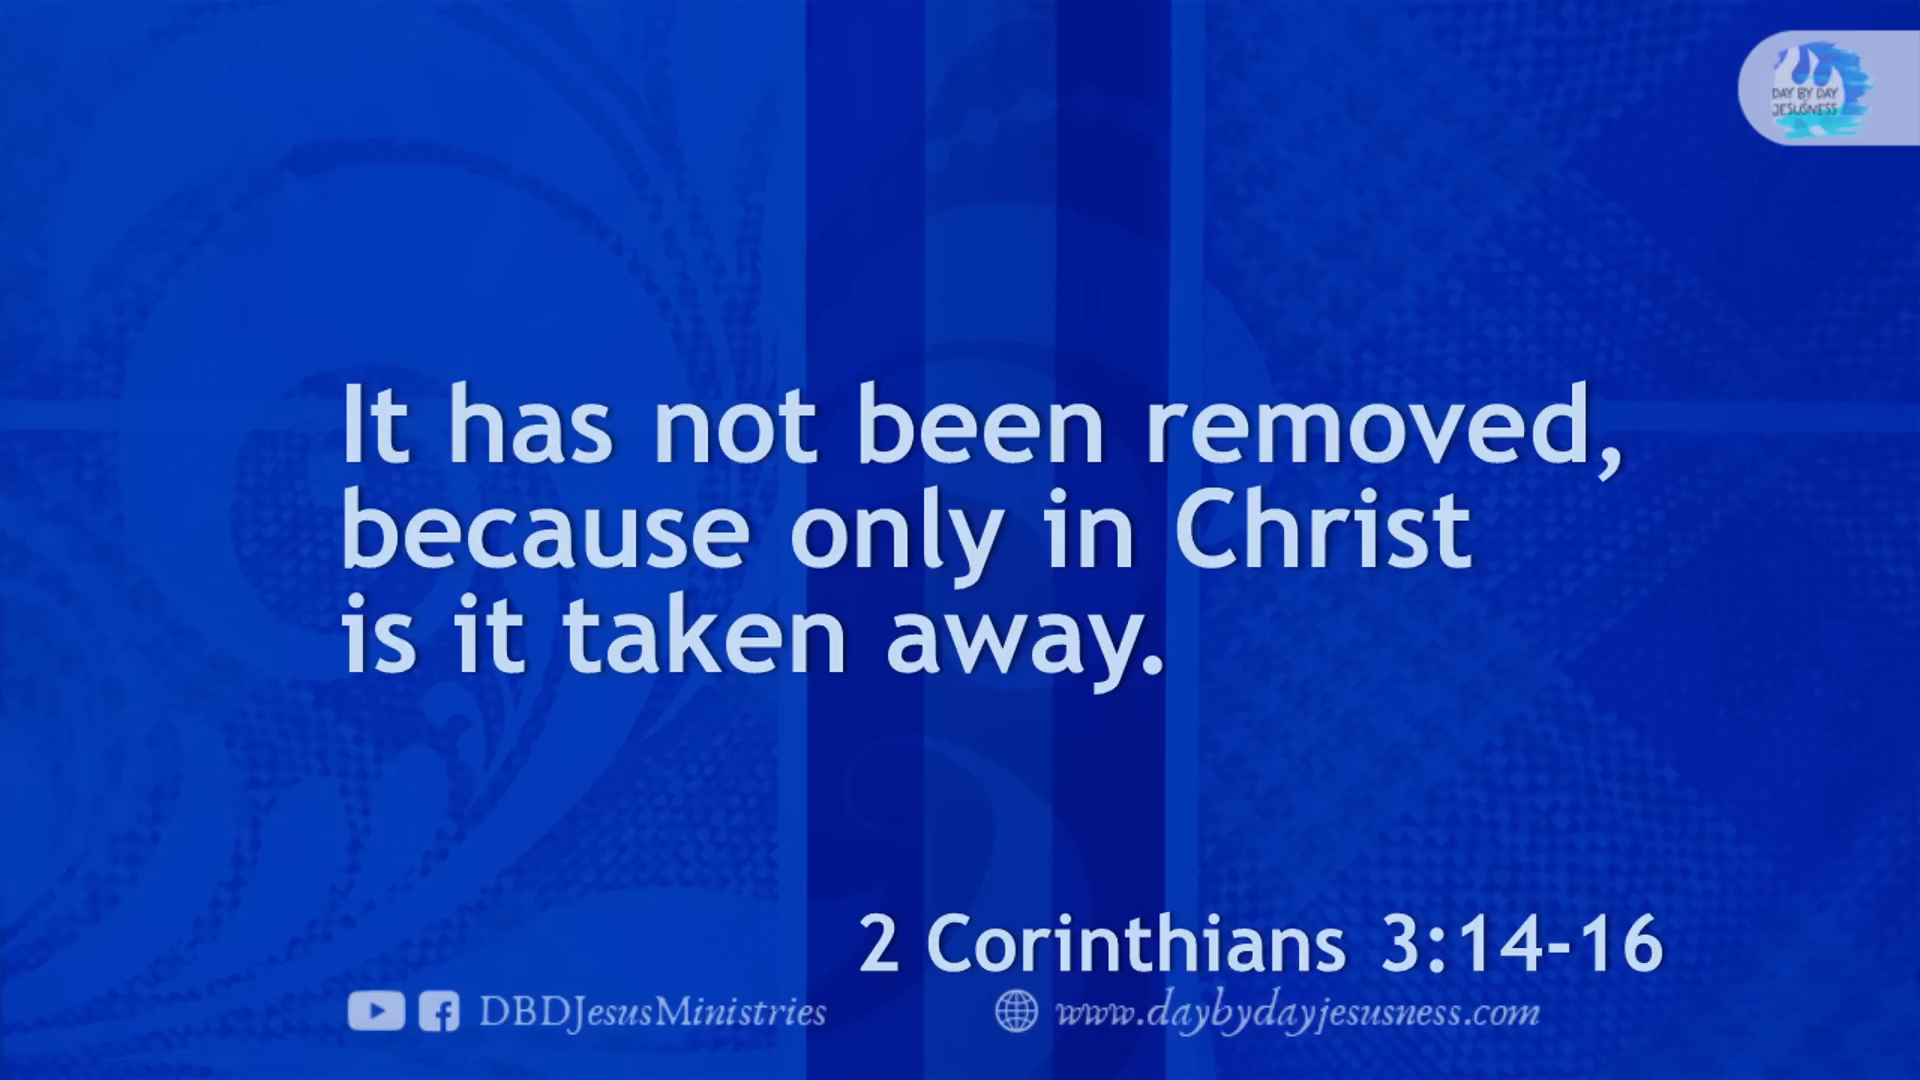 DAY BY DAY
JESUSNESS
It has not been removed,
because only in Christ
is it taken away.
2 Corinthians 3:14-16
DBDJesusMinistries
www.daybydayjesusness.com